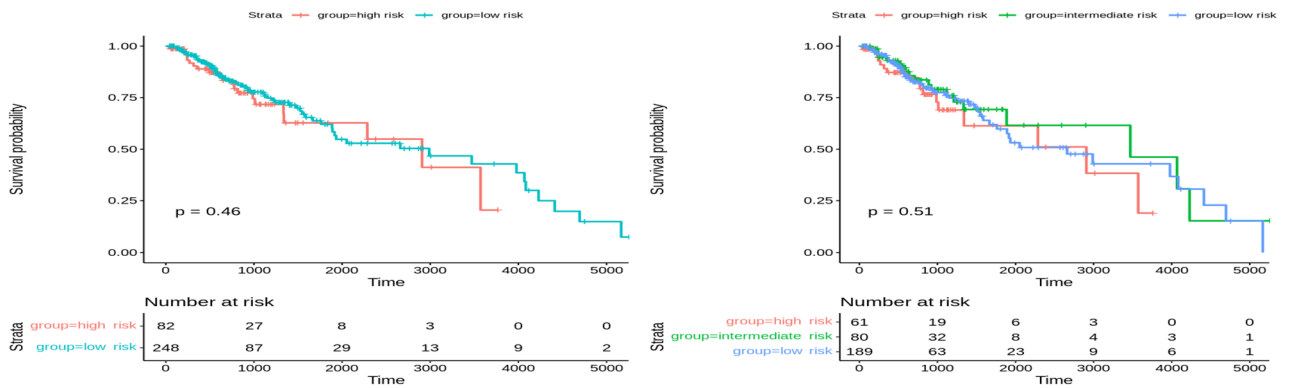 Strata group=high risk group=low risk
1.00
0.75
0.50
0.25
0.00
Survival probability
p = 0.46
0 1000 2000 3000 4000 5000
Time
Number at risk
Strata
group=high risk 82 27 8 3 0 0
group=low risk 248 87 29 13 9 2
0 1000 2000 3000 4000 5000
Time
Strata group=high risk group=intermediate risk group=low risk
1.00
0.75
0.50
0.25
0.00
Survival probability
p = 0.51
0 1000 2000 3000 4000 5000
Time
Number at risk
Strata
group=high risk 61 19 6 3 0 0
group=intermediate risk 80 32 8 4 3 1
group=low risk 189 63 23 9 6 1
0 1000 2000 3000 4000 5000
Time